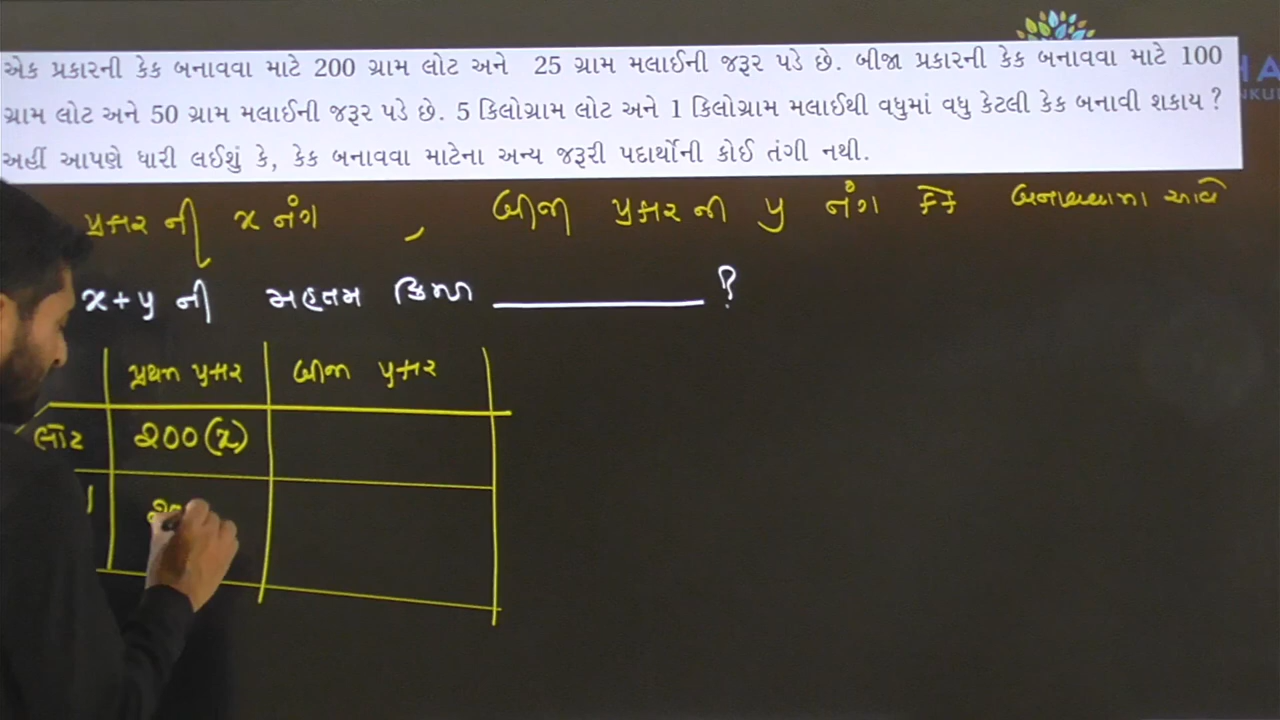 એક પ્રકારની કેક બનાવવા માટે 200 ગ્રામ લોટ અને 25 ગ્રામ મલાઈની જરૂર પડે છે. બીજા પ્રકારની કેક બનાવવા માટે 100
ગ્રામ લોટ અને 50 ગ્રામ મલાઈની જરૂર પડે છે. 5 કિલોગ્રામ લોટ અને 1 કિલોગ્રામ મલાઈથી વધુમાં વધુ કેટલી કેક બનાવી શકાય ?
અહીં આપણે ધારી લઈશું કે, કેક બનાવવા માટેના અન્ય જરૂરી પદાર્થોની કોઈ તંગી નથી.
પ્રકાર ની x નંગ , બીજા પ્રકાર ની y નંગ કેક બનાવવામા આવે
x+y ની મહત્તમ કિંમત ?
પ્રથમ પ્રકાર બીજા પ્રકાર
લોટ 200(x)